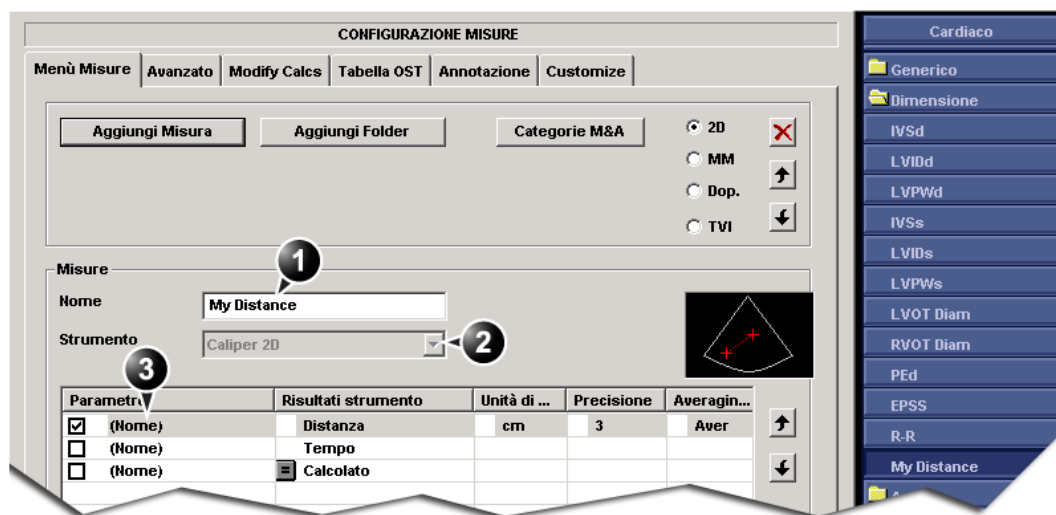 CONFIGURAZIONE MISURE
Menù Misure Avanzato Modify Calcs Tabella OST Annotazione Customize
Aggiungi Misura Aggiungi Folder Categorie M&A
2D
MM
Dop.
TVI
Misure
1
Nome My Distance
Strumento Caliper 2D 2
3
Parametro Risultati strumento Unità di ... Precisione Averagin...
(Nome) Distanza cm 3 Aver
(Nome) Tempo
(Nome) = Calcolato
Cardiaco
Generico
Dimensione
IVSd
LVIDd
LVPWd
IVSs
LVIDs
LVPWs
LVOT Diam
RVOT Diam
PEd
EPSS
R-R
My Distance